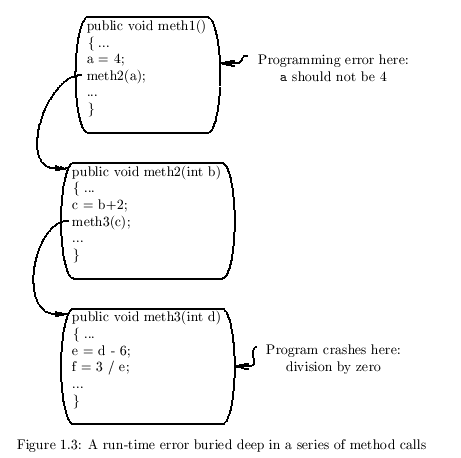 public void meth1()
{ ...
a = 4;
meth2(a);
...
}
Programming error here:
a should not be 4
public void meth2(int b)
{ ...
c = b+2;
meth3(c);
...
}
public void meth3(int d)
{ ...
e = d - 6;
f = 3 / e;
...
}
Program crashes here:
division by zero
Figure 1.3: A run-time error buried deep in a series of method calls